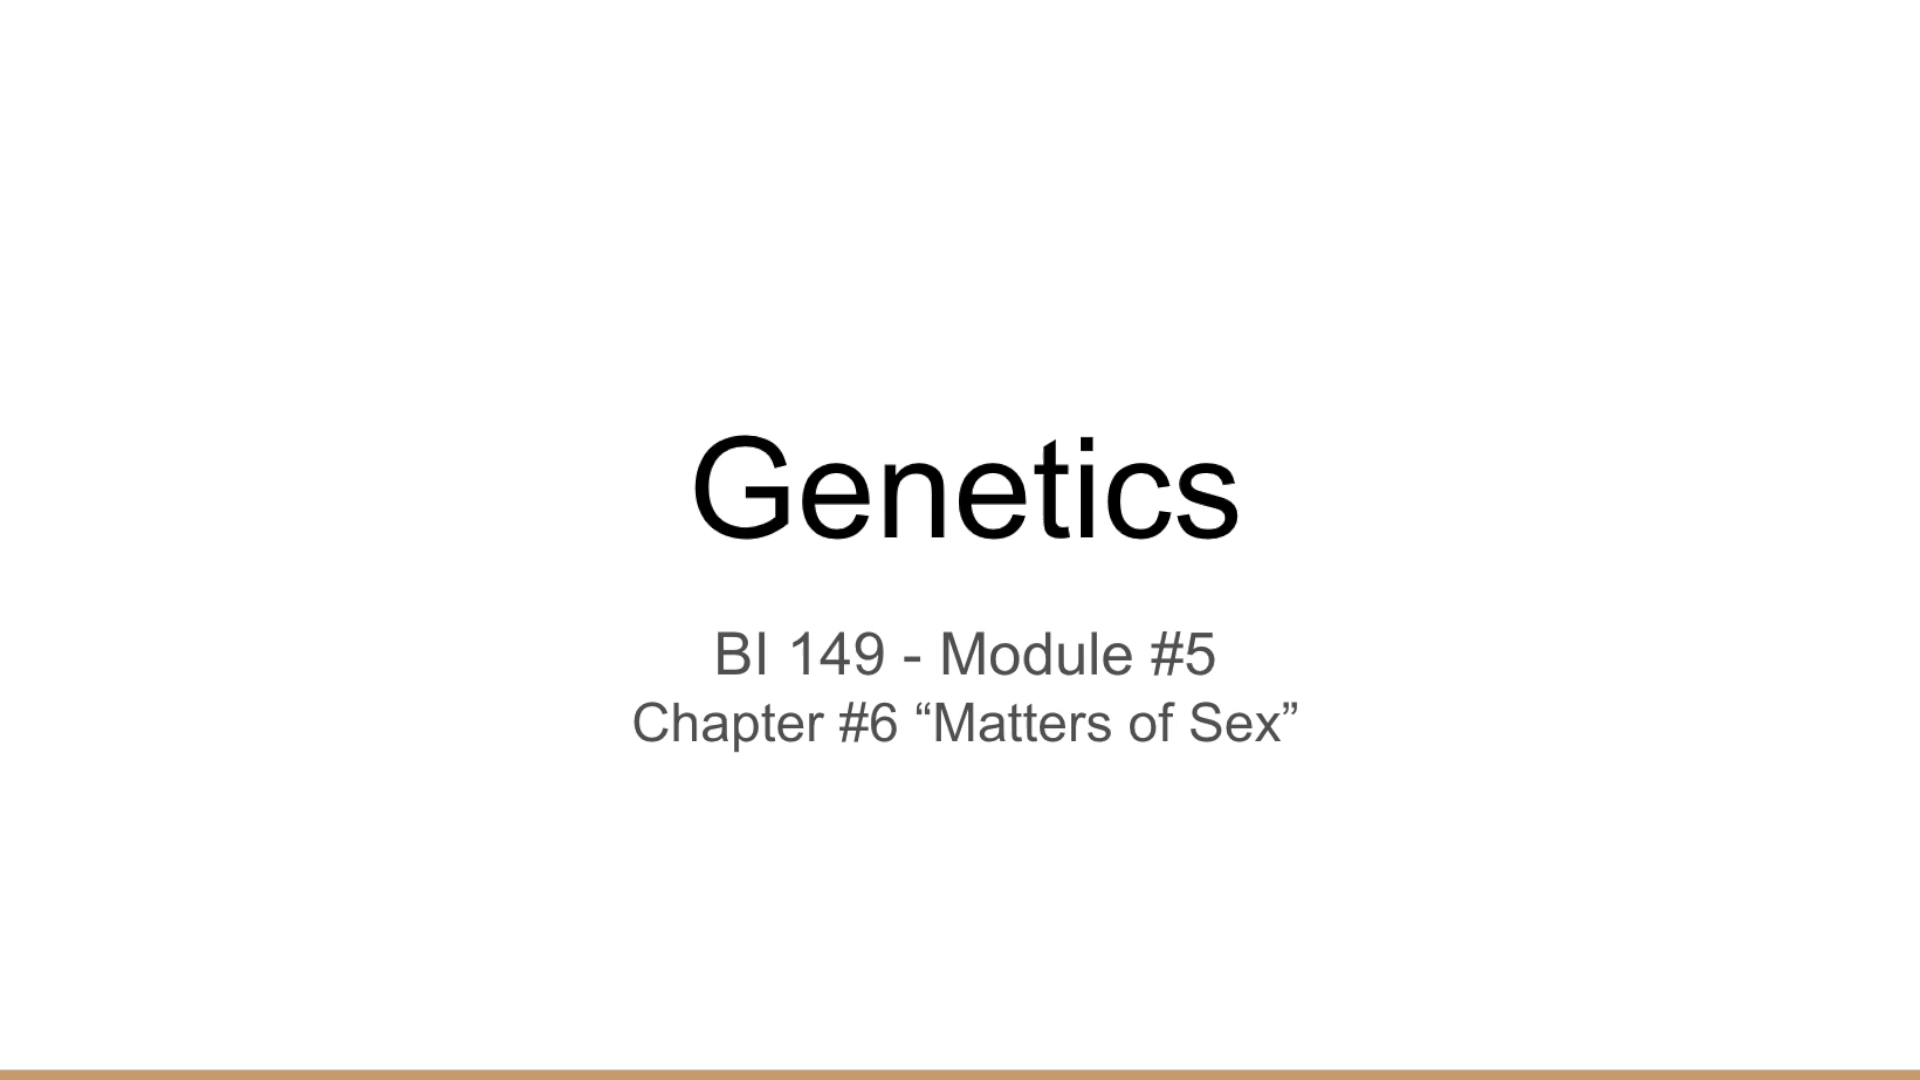 Genetics
BI 149 - Module #5
Chapter #6 “Matters of Sex”